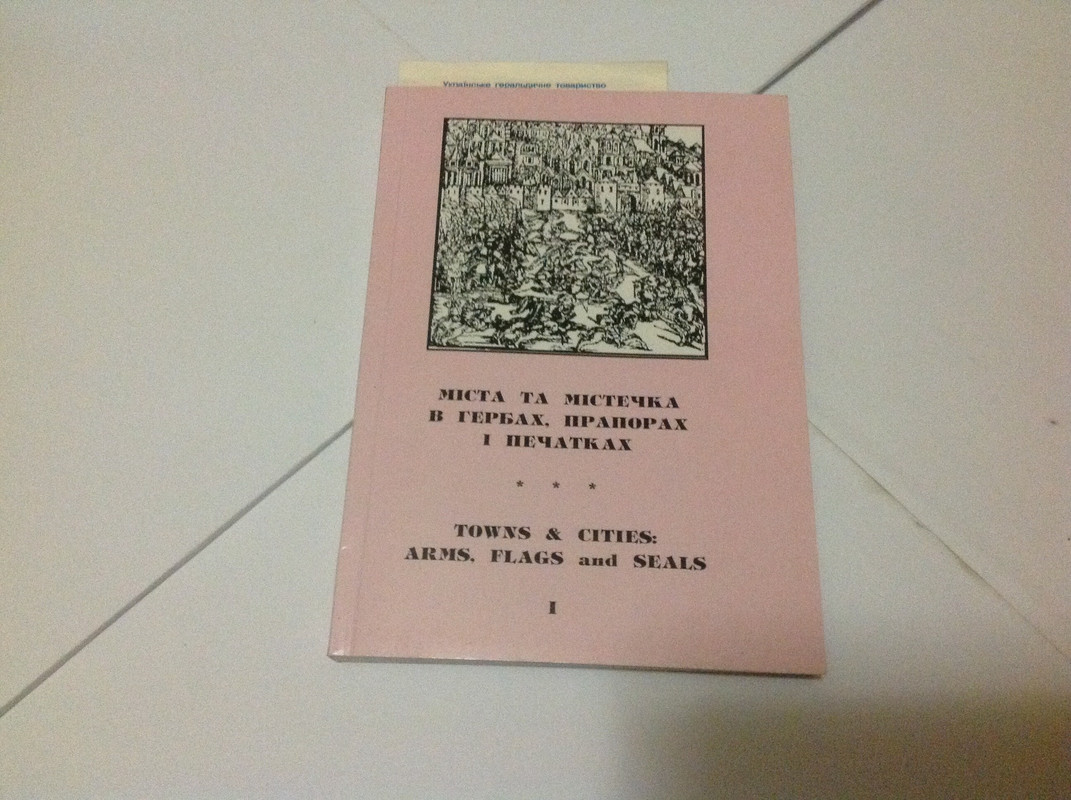 Українське геральдичне товариство
МІСТА ТА МІСТЕЧКА
В ГЕРБАХ, ПРАПОРАХ
І ПЕЧАТКАХ
* * *
TOWNS & CITIES:
ARMS, FLAGS and SEALS
I